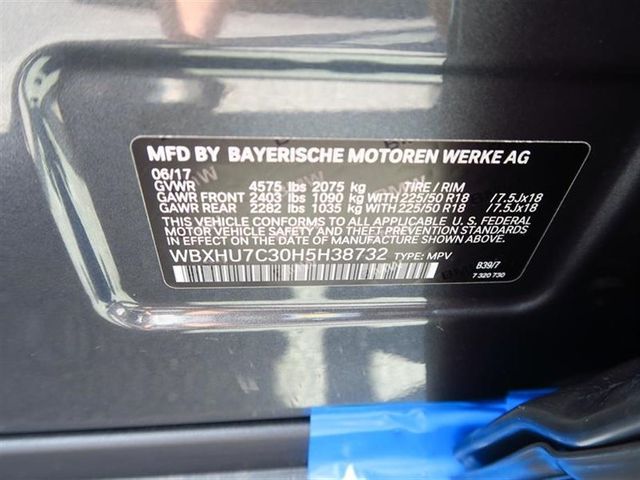 MFD BY BAYERISCHE MOTOREN WERKE AG
06/17
GVWR 4575 lbs 2075 kg TIRE / RIM
GAWR FRONT 2403 lbs 1090 kg WITH 225/50 R18 /7.5Jx18
GAWR REAR 2282 lbs 1035 kg WITH 225/50 R18 /7.5Jx18
THIS VEHICLE CONFORMS TO ALL APPLICABLE U. S. FEDERAL
MOTOR VEHICLE SAFETY AND THEFT PREVENTION STANDARDS
IN EFFECT ON THE DATE OF MANUFACTURE SHOWN ABOVE.
WBXHU7C30H5H38732 TYPE: MPV
B39/7
7 320 730